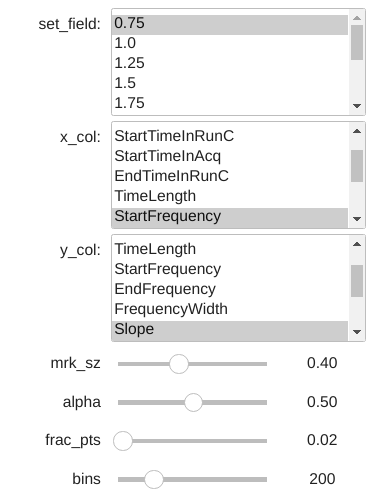 set_field:
0.75
1.0
1.25
1.5
1.75
x_col:
StartTimeInRunC
StartTimeInAcq
EndTimeInRunC
TimeLength
StartFrequency
y_col:
TimeLength
StartFrequency
EndFrequency
FrequencyWidth
Slope
mrk_sz 0.40
alpha 0.50
frac_pts 0.02
bins 200